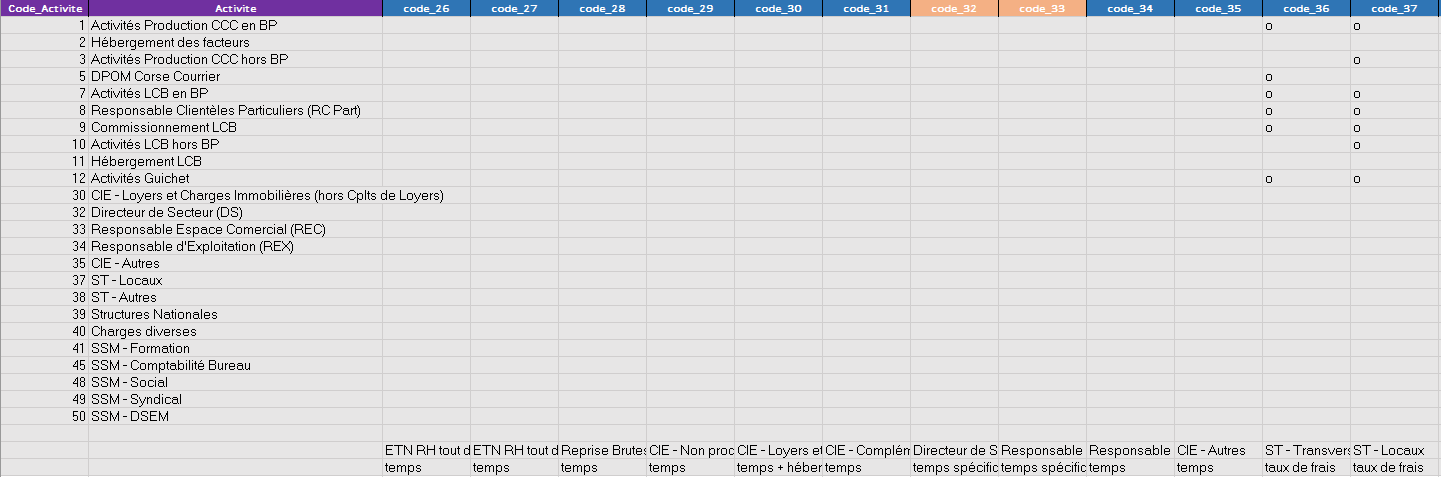 Code_Activite Activite code_26 code_27 code_28 code_29 code_30 code_31 code_32 code_33 code_34 code_35 code_36 code_37
1 Activités Production CCC en BP o o
2 Hébergement des facteurs
3 Activités Production CCC hors BP o
5 DPOM Corse Courrier o
7 Activités LCB en BP o o
8 Responsable Clientèles Particuliers (RC Part) o o
9 Commissionnement LCB o o
10 Activités LCB hors BP o
11 Hébergement LCB
12 Activités Guichet o o
30 CIE - Loyers et Charges Immobilières (hors Cplts de Loyers)
32 Directeur de Secteur (DS)
33 Responsable Espace Comercial (REC)
34 Responsable d'Exploitation (REX)
35 CIE - Autres
37 ST - Locaux
38 ST - Autres
39 Structures Nationales
40 Charges diverses
41 SSM - Formation
45 SSM - Comptabilité Bureau
48 SSM - Social
49 SSM - Syndical
50 SSM - DSEM
ETN RH tout d ETN RH tout d Reprise Brutes CIE - Non proc CIE - Loyers et CIE - Complém Directeur de S Responsable Responsable CIE - Autres ST - Transvers ST - Locaux
temps temps temps temps temps + héber temps temps spécific temps spécific temps temps taux de frais taux de frais